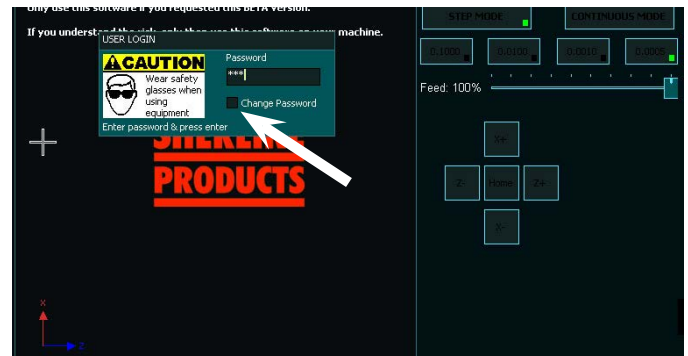 Only use this software if you requested this BETA version.
If you understand the risk only then use this software on your machine.
USER LOGIN
CAUTION
Wear safety
glasses when
using
equipment
Password
***
Change Password
Enter password & press enter
SHERLINE
PRODUCTS
X
Z
STEP MODE
CONTINUOUS MODE
0.1000
0.0100
0.0010
0.0005
Feed: 100%
X+
Z-
Home
Z+
X-